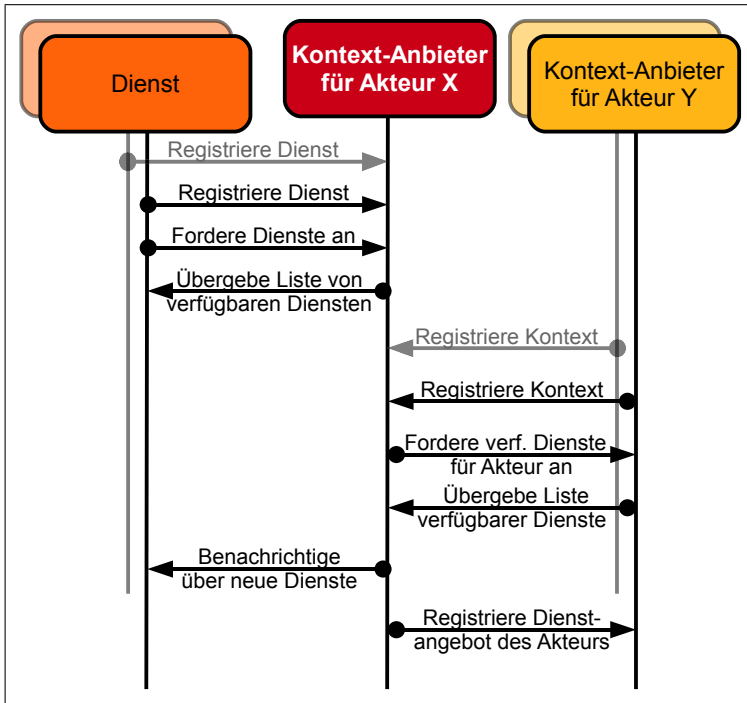 Dienst
Kontext-Anbieter
für Akteur X
Kontext-Anbieter
für Akteur Y
Registriere Dienst
Registriere Dienst
Fordere Dienste an
Übergebe Liste von
verfügbaren Diensten
Registriere Kontext
Registriere Kontext
Fordere verf. Dienste
für Akteur an
Übergebe Liste
verfügbarer Dienste
Benachrichtige
über neue Dienste
Registriere Dienst-
angebot des Akteurs